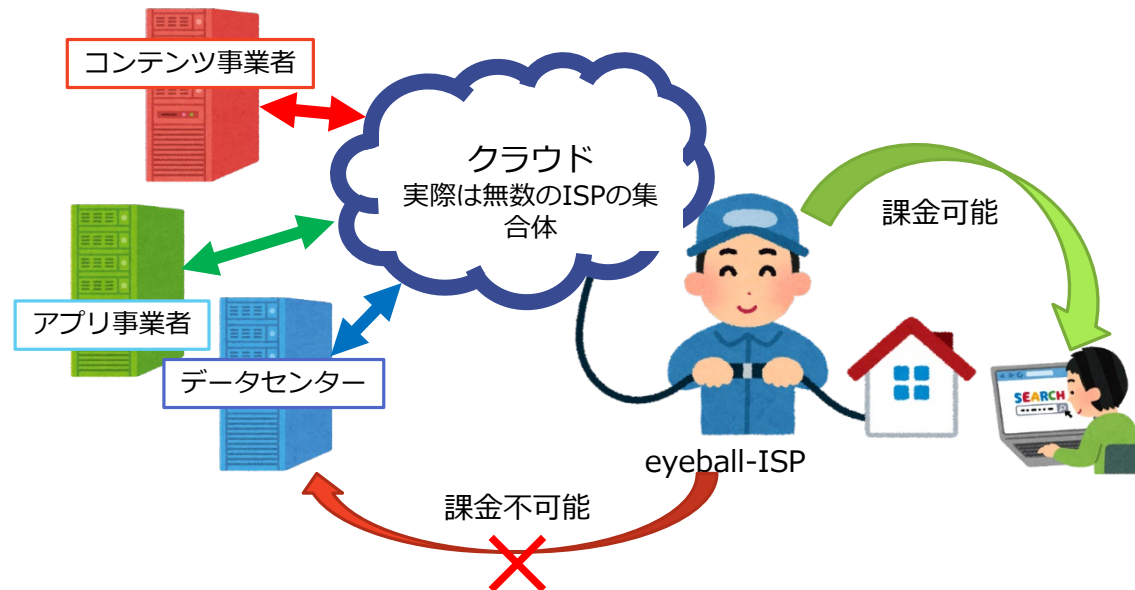 コンテンツ事業者
クラウド
実際は無数のISPの集
合体
課金可能
アプリ事業者
データセンター
SEARCH
eyeball-ISP
課金不可能